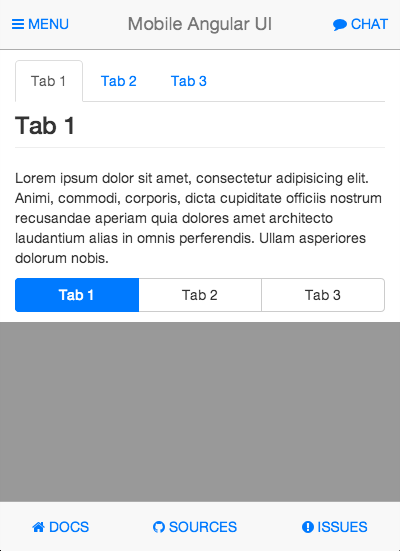 MENU Mobile Angular UI CHAT
Tab 1 Tab 2 Tab 3
Tab 1
Lorem ipsum dolor sit amet, consectetur adipisicing elit.
Animi, commodi, corporis, dicta cupiditate officiis nostrum
recusandae aperiam quia dolores amet architecto
laudantium alias in omnis perferendis. Ullam asperiores
dolorum nobis.
Tab 1 Tab 2 Tab 3
DOCS SOURCES ISSUES